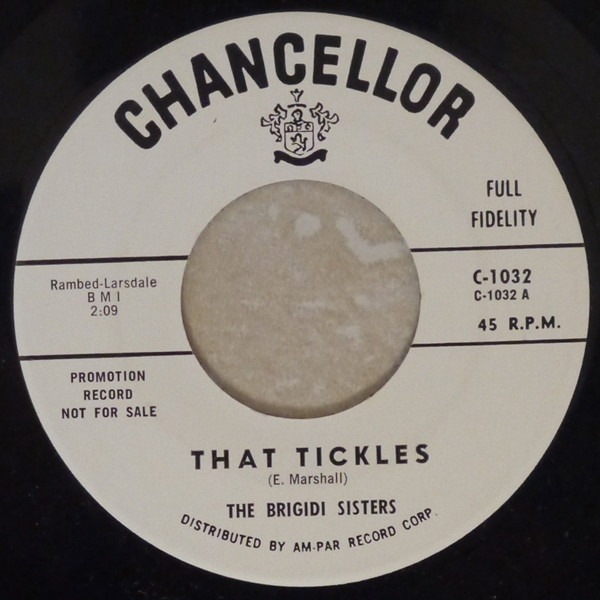 CHANCELLOR
FULL
FIDELITY
Rambed-Larsdale
B M I
2:09
C-1032
C-1032 A
45 R.P.M.
PROMOTION
RECORD
NOT FOR SALE
THAT TICKLES
(E. Marshall)
THE BRIGIDI SISTERS
DISTRIBUTED BY AM-PAR RECORD CORP.